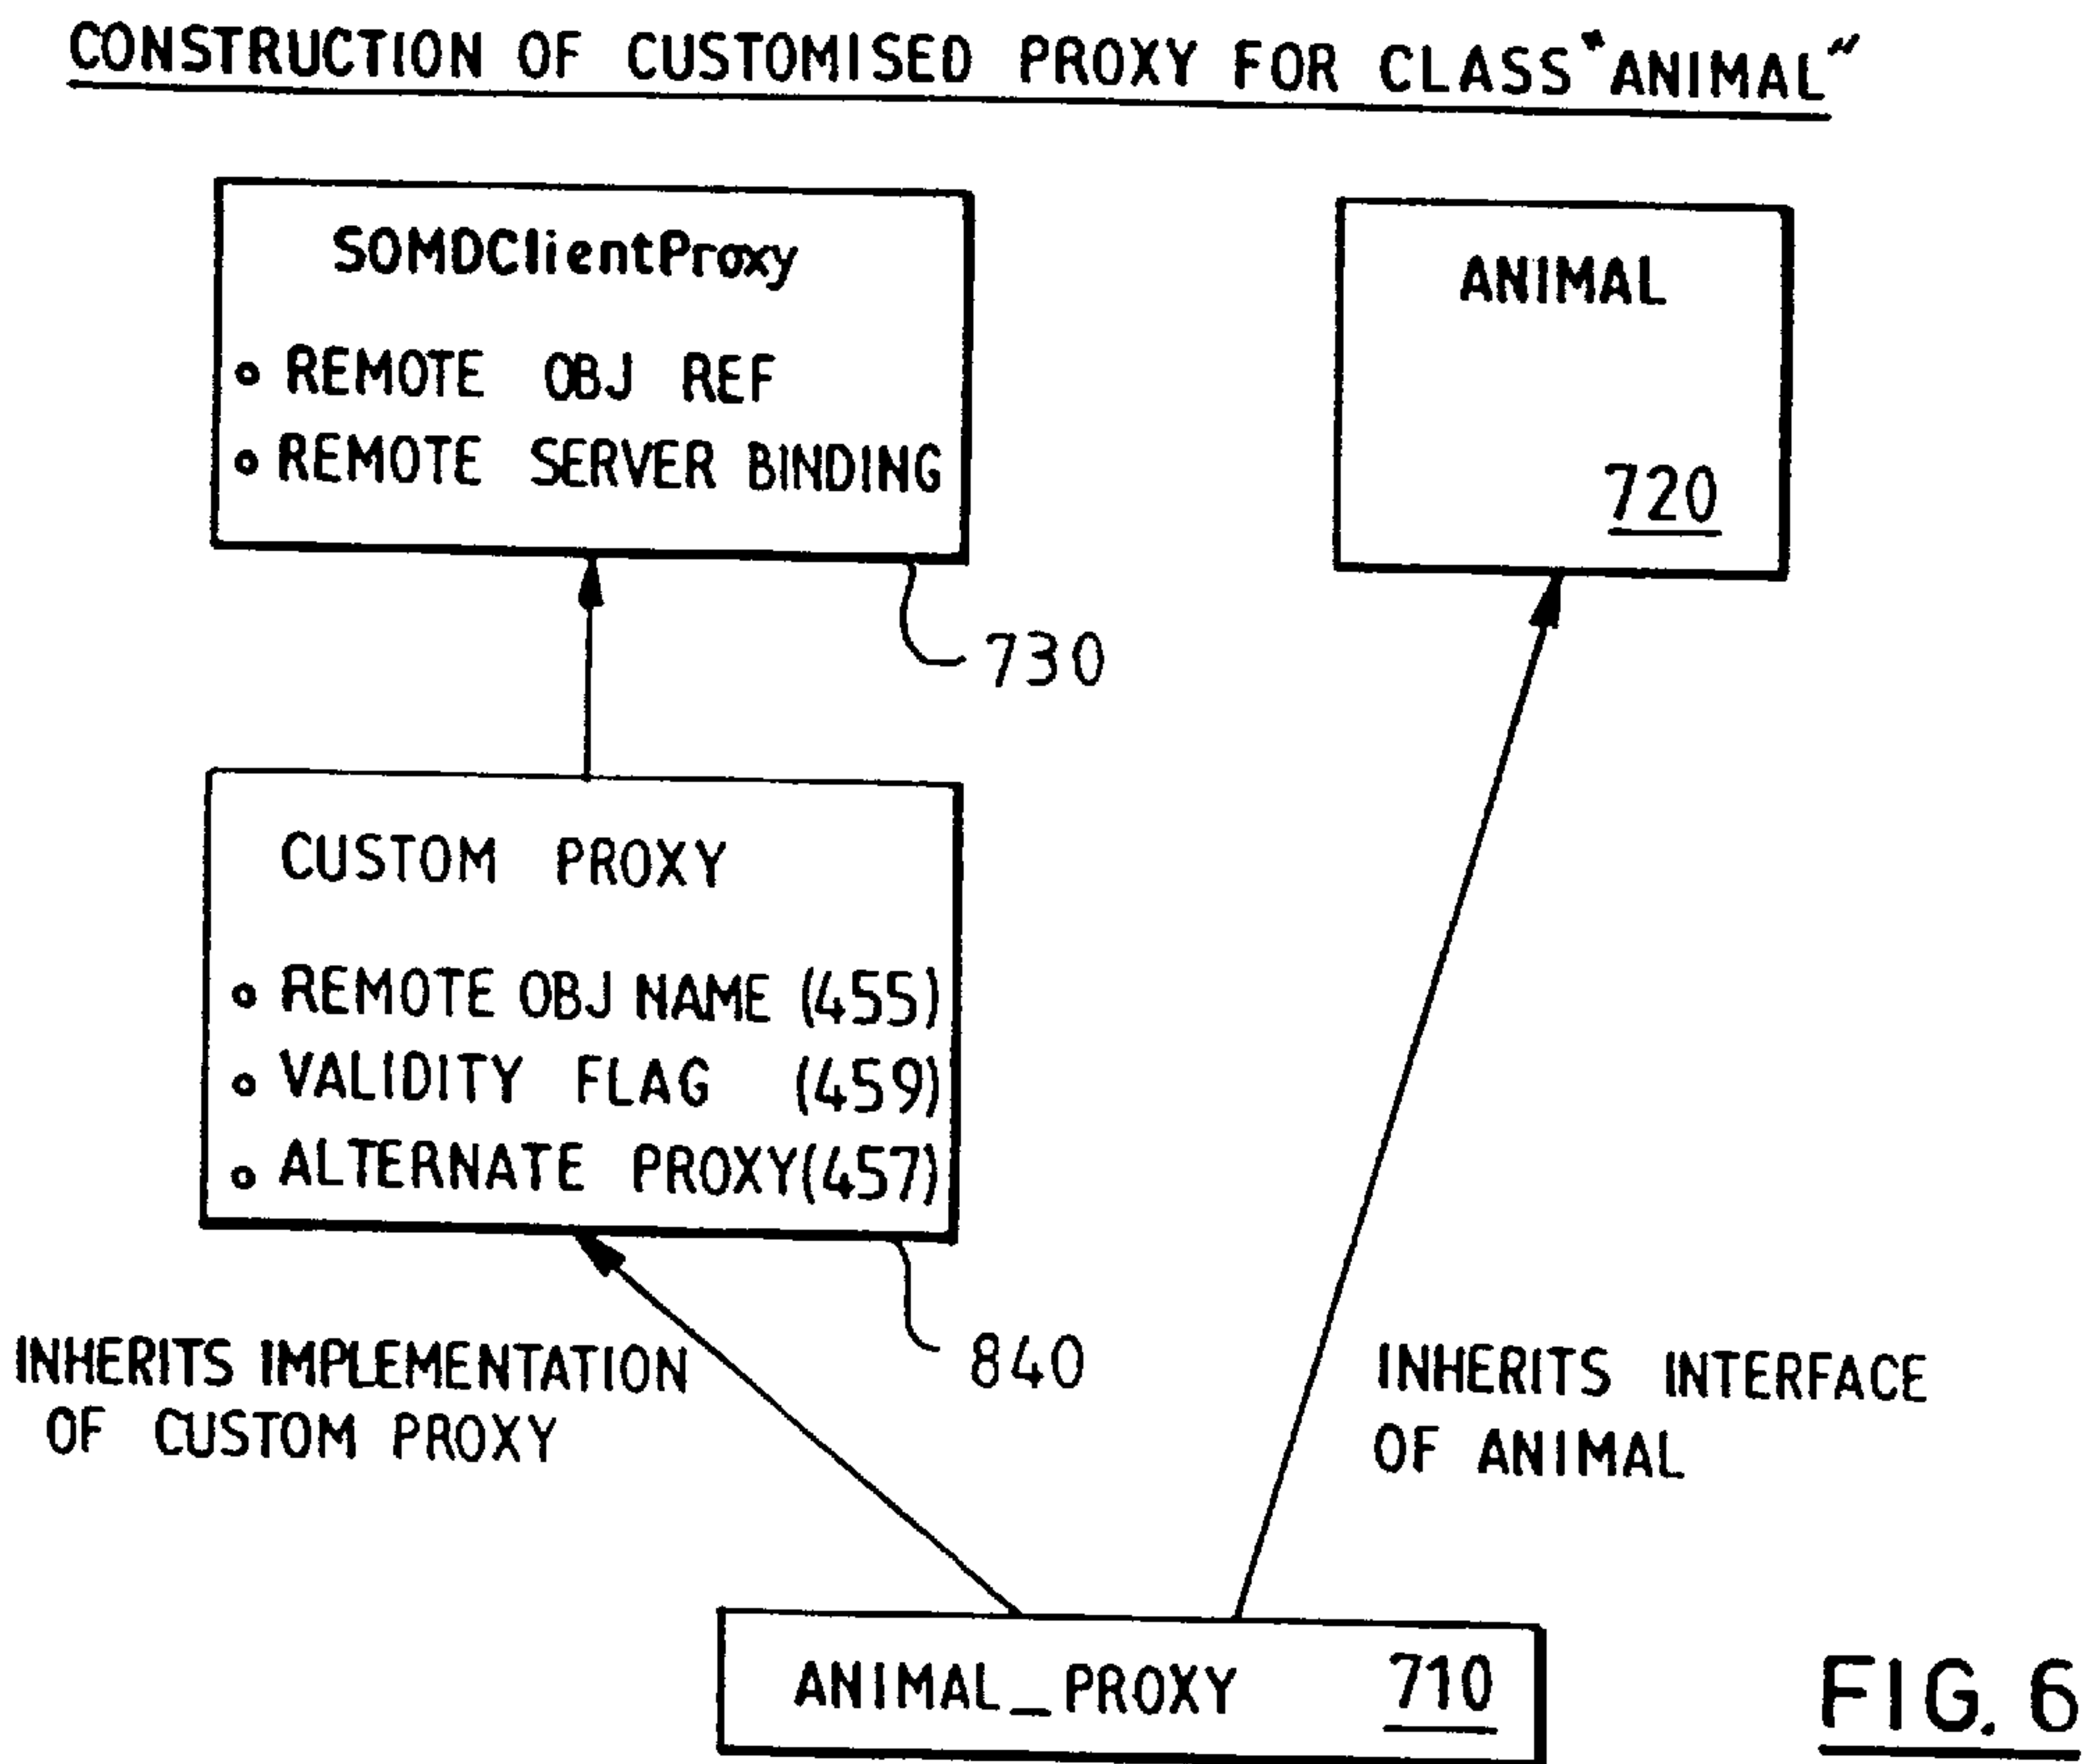 CONSTRUCTION OF CUSTOMISED PROXY FOR CLASS "ANIMAL"
SOMDClientProxy
• REMOTE OBJ REF
• REMOTE SERVER BINDING
730
ANIMAL
720
CUSTOM PROXY
• REMOTE OBJ NAME (455)
• VALIDITY FLAG (459)
• ALTERNATE PROXY (457)
840
INHERITS IMPLEMENTATION
OF CUSTOM PROXY
INHERITS INTERFACE
OF ANIMAL
ANIMAL_PROXY 710
FIG. 6